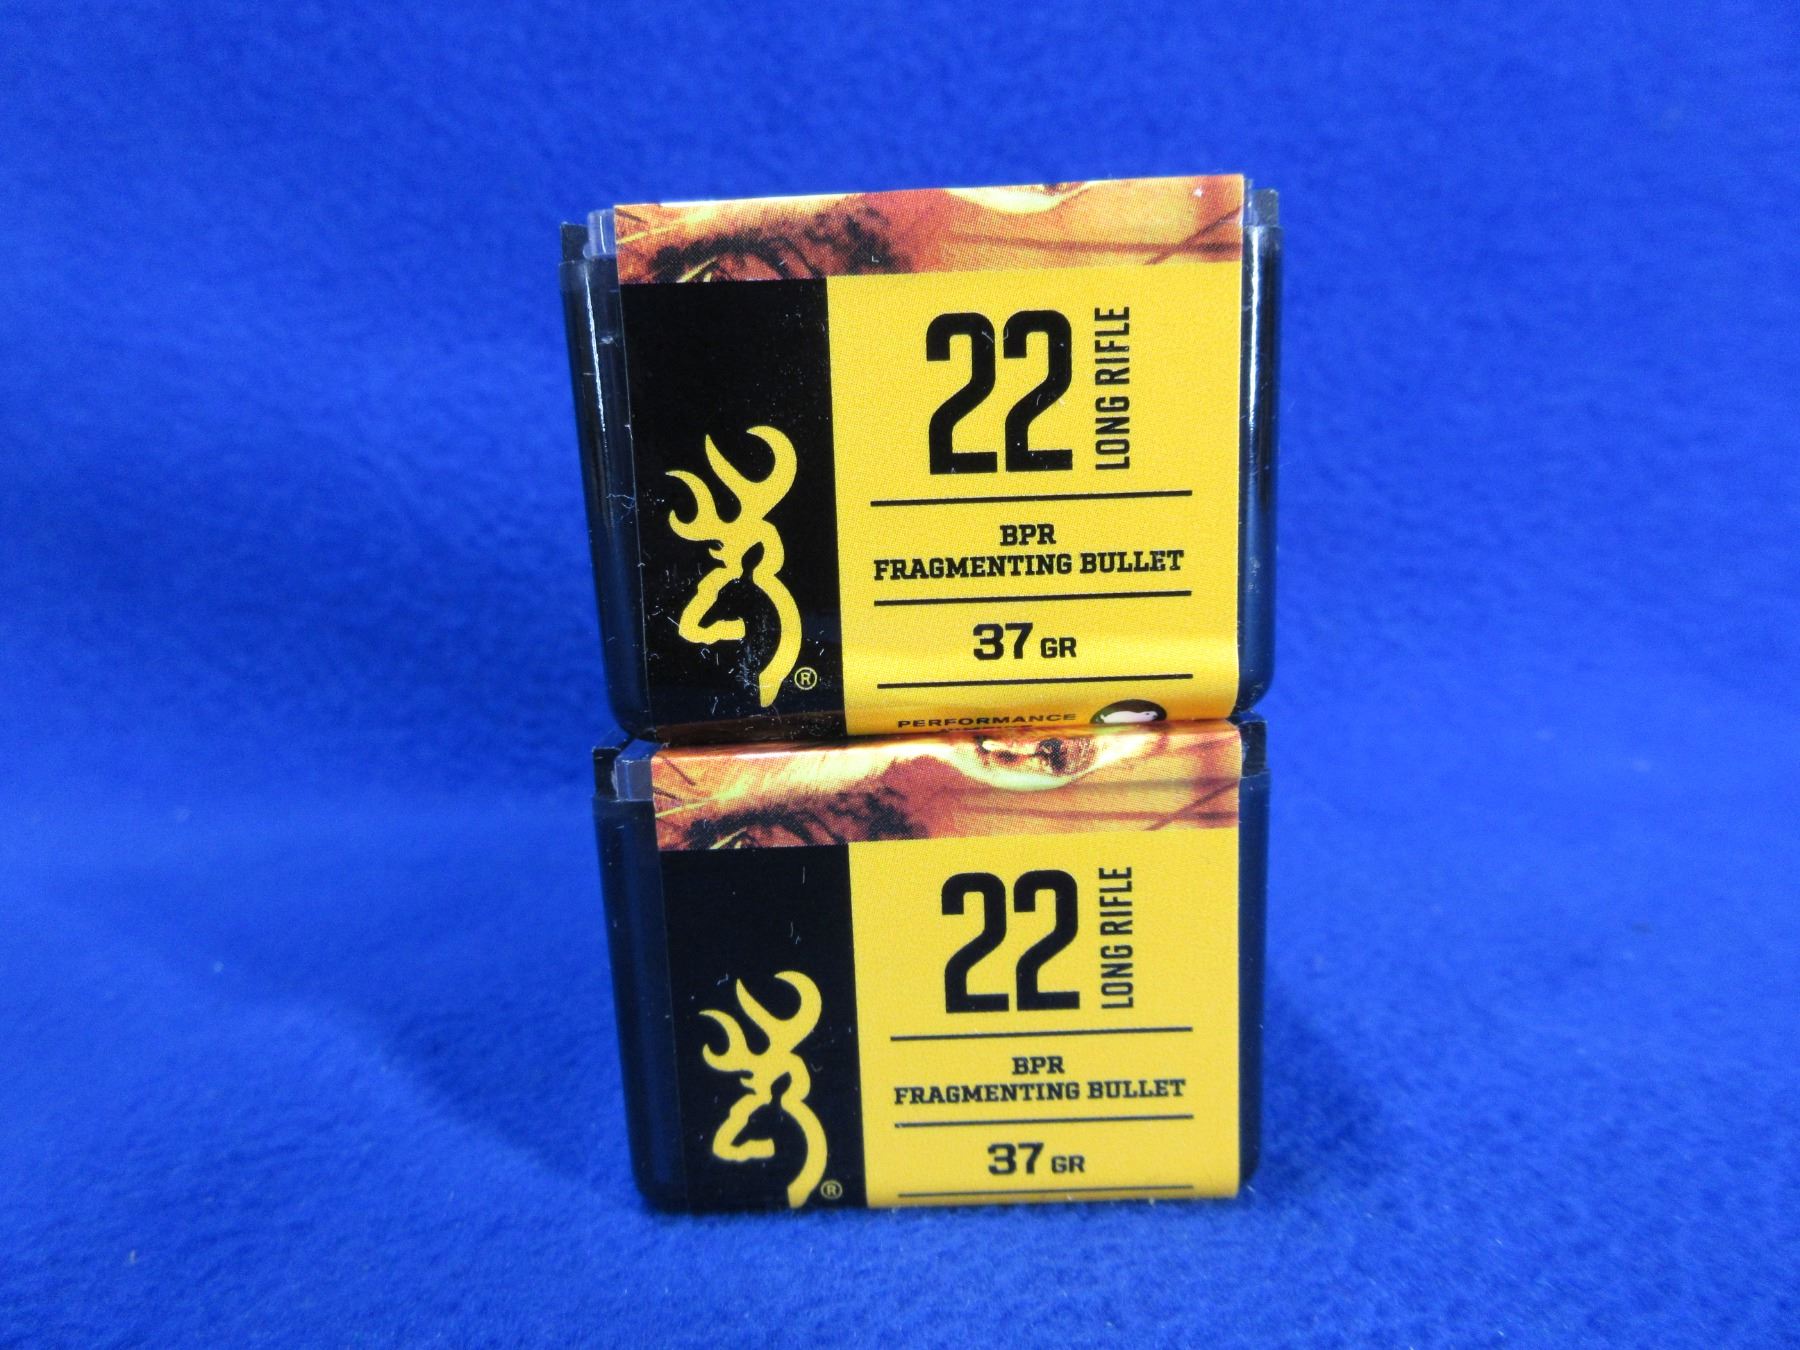 22 LONG RIFLE
BPR
FRAGMENTING BULLET
37 GR
®
PERFORMANCE
22 LONG RIFLE
BPR
FRAGMENTING BULLET
37 GR
®